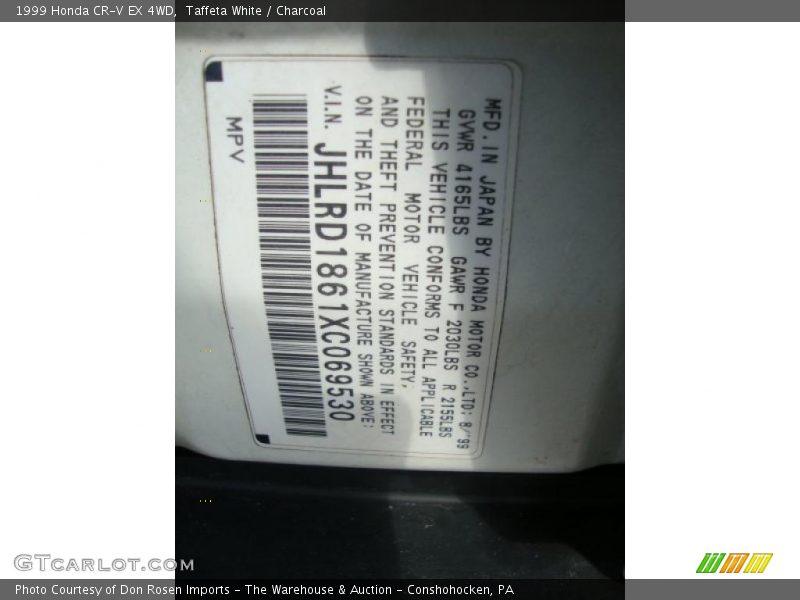 1999 Honda CR-V EX 4WD, Taffeta White / Charcoal
MFD. IN JAPAN BY HONDA MOTOR CO.,LTD; 8/'99
GVWR 4165LBS GAWR F 2030LBS R 2155LBS
THIS VEHICLE CONFORMS TO ALL APPLICABLE
FEDERAL MOTOR VEHICLE SAFETY,
AND THEFT PREVENTION STANDARDS IN EFFECT
ON THE DATE OF MANUFACTURE SHOWN ABOVE;
V.I.N. JHLRD1861XC069530
MPV
GTCARLOT.COM
Photo Courtesy of Don Rosen Imports - The Warehouse & Auction - Conshohocken, PA